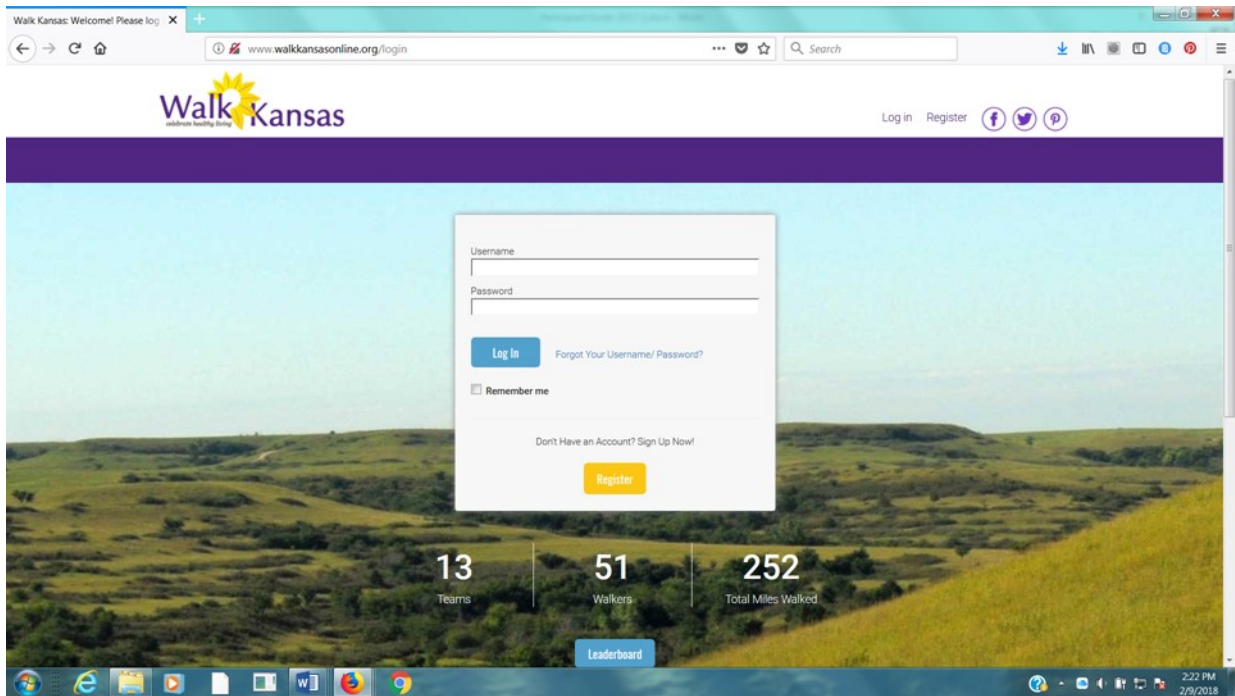 Walk Kansas: Welcome! Please log
www.walkkansasonline.org/login
Search
Walk Kansas
celebrate healthy living
Log in Register
Username
Password
Log In Forgot Your Username/ Password?
Remember me
Don't Have an Account? Sign Up Now!
Register
13 51 252
Teams Walkers Total Miles Walked
Leaderboard
2:22 PM
2/9/2018